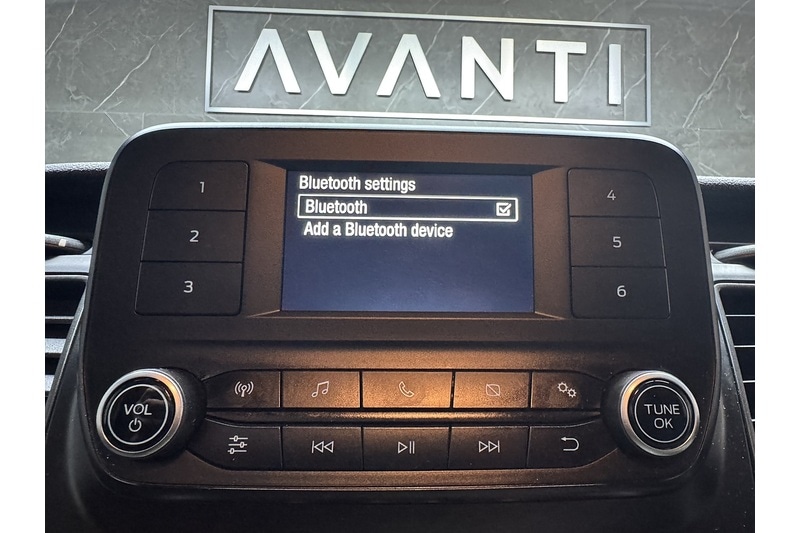 AVANTI
Bluetooth settings
Bluetooth
Add a Bluetooth device
1
2
3
4
5
6
VOL
TUNE
OK